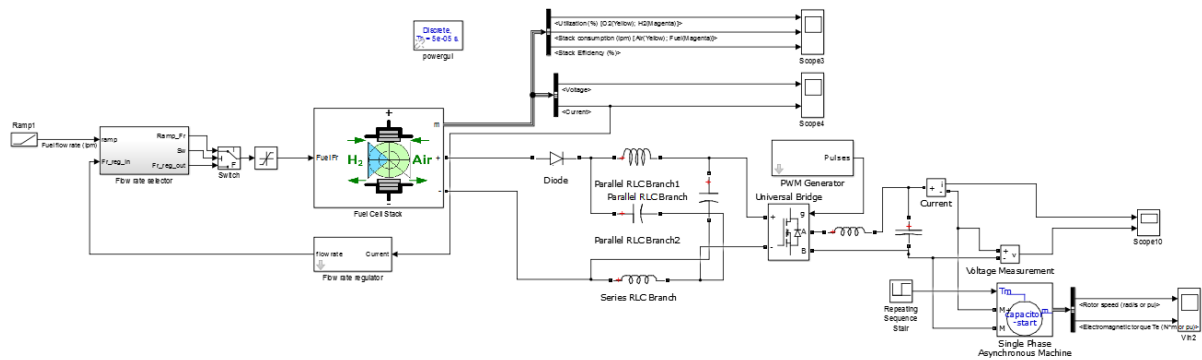 Discrete,
Ts = 5e-05 s.
powergui
<Utilization (%) [O2(Yellow); H2(Magenta)]>
<Stack consumption (lpm) [Air(Yellow); Fuel(Magenta)]>
<Stack Efficiency (%)>
Scope3
<Voltage>
<Current>
Scope4
Ramp1
Fuel flow rate (lpm)
ramp
Fr_reg_in
Ramp_Fr
Sw
Fr_reg_out
Flow rate selector
T
F
Switch
Fuel Fr
+
H2
Air
-
m
+
-
Fuel Cell Stack
flow rate
Current
Flow rate regulator
Diode
Parallel RLC Branch1
Parallel RLC Branch
Parallel RLC Branch2
Series RLC Branch
Pulses
PWM Generator
Universal Bridge
+
-
g
A
B
+
-
i
Current
+
-
v
Voltage Measurement
Scope10
Repeating
Sequence
Stair
Tm
M+
M
capacitor
-start
m
Single Phase
Asynchronous Machine
<Rotor speed (rad/s or pu)>
<Electromagnetic torque Te (N*m or pu)>